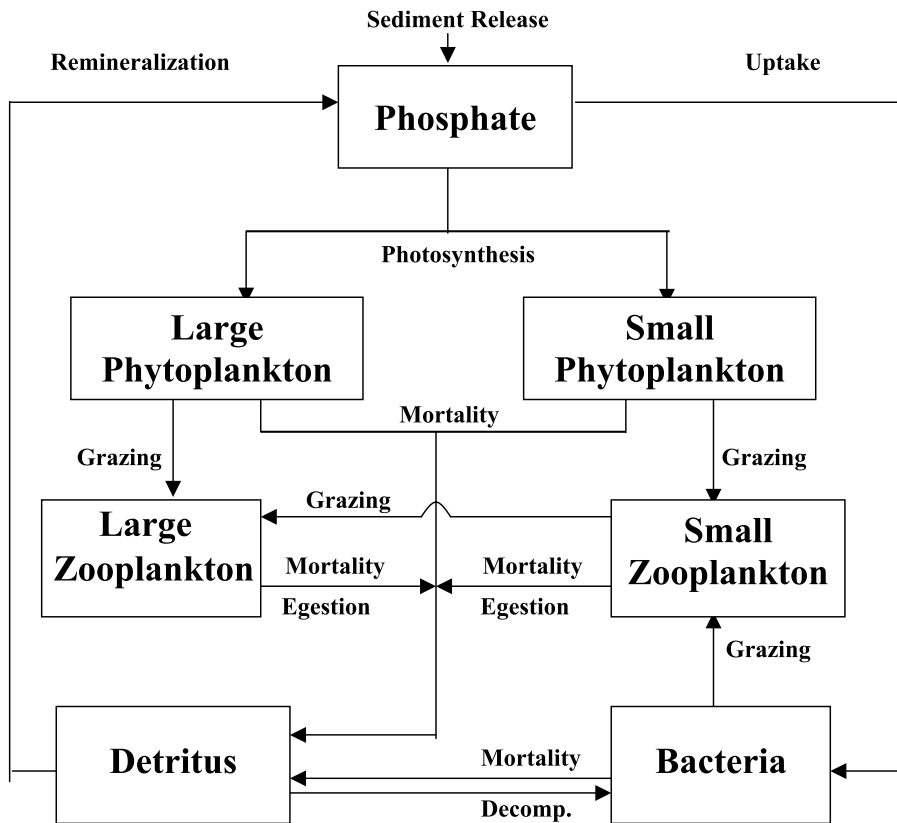 Sediment Release
Remineralization
Uptake
Phosphate
Photosynthesis
Large
Phytoplankton
Small
Phytoplankton
Mortality
Grazing
Grazing
Grazing
Large
Zooplankton
Small
Zooplankton
Mortality
Egestion
Mortality
Egestion
Grazing
Detritus
Bacteria
Mortality
Decomp.